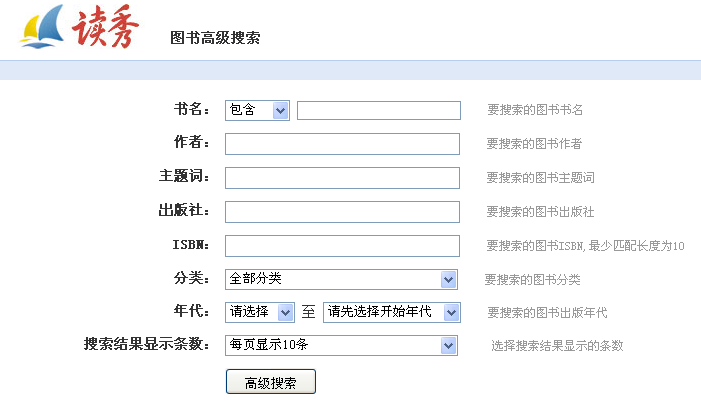 读秀 图书高级搜索
书名： 包含 要搜索的图书书名
作者： 要搜索的图书作者
主题词： 要搜索的图书主题词
出版社： 要搜索的图书出版社
ISBN： 要搜索的图书ISBN,最少匹配长度为10
分类： 全部分类 要搜索的图书分类
年代： 请选择 至 请先选择开始年代 要搜索的图书出版年代
搜索结果显示条数： 每页显示10条 选择搜索结果显示的条数
高级搜索